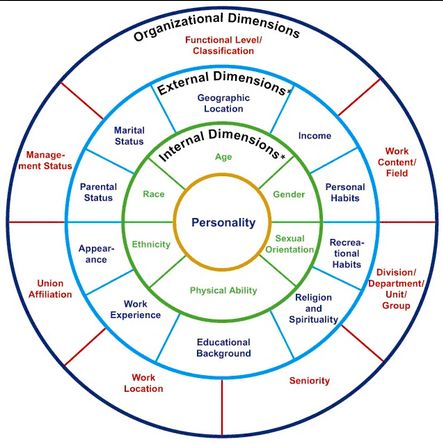 Organizational Dimensions
Functional Level/
Classification
External Dimensions*
Geographic
Location
Marital
Status
Income
Internal Dimensions*
Age
Manage-
ment Status
Work
Content/
Field
Parental
Status
Race
Gender
Personal
Habits
Personality
Appear-
ance
Ethnicity
Sexual
Orientation
Recrea-
tional
Habits
Union
Affiliation
Division/
Department/
Unit/
Group
Physical Ability
Work
Experience
Religion
and
Spirituality
Educational
Background
Work
Location
Seniority